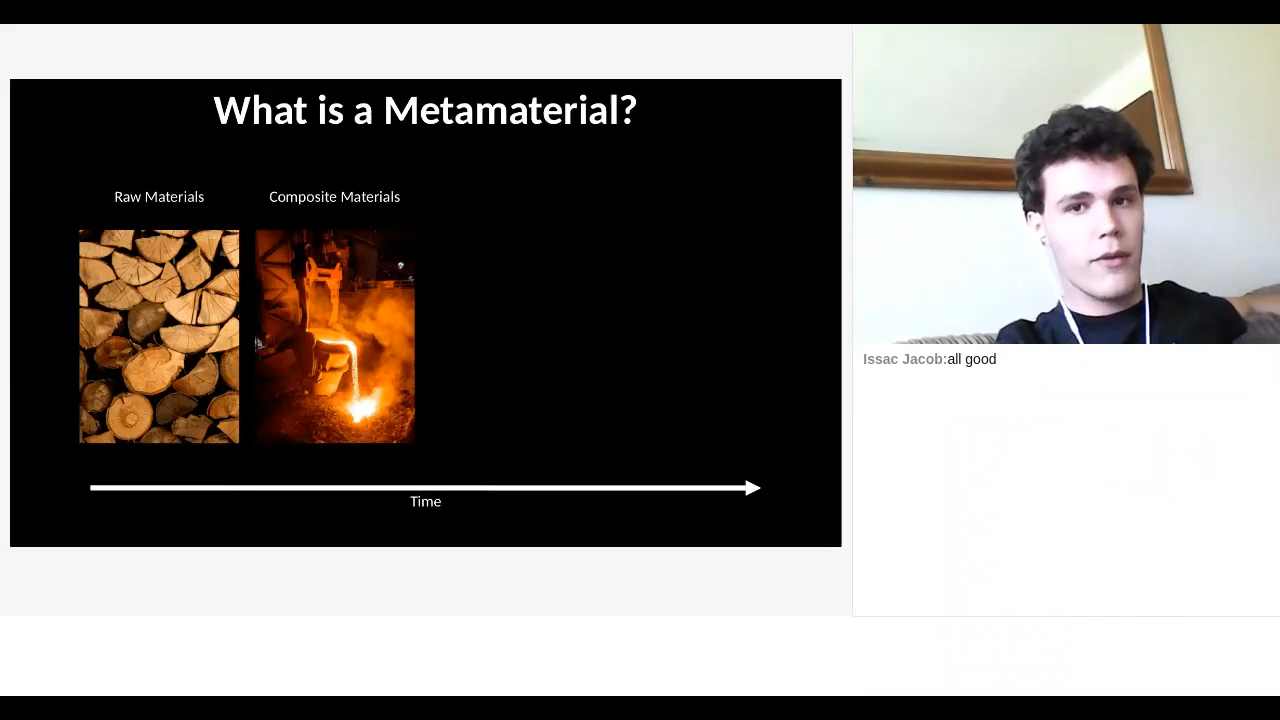 What is a Metamaterial?
Raw Materials
Composite Materials
Time
Issac Jacob:all good